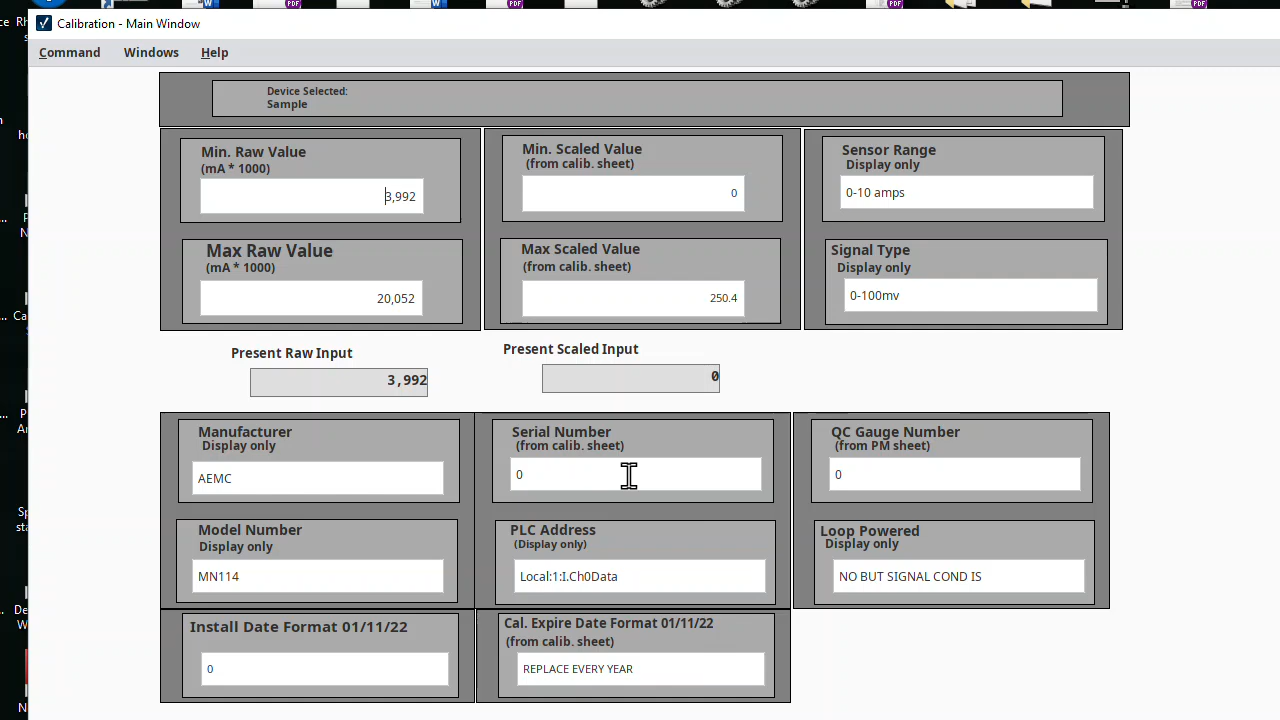 Calibration - Main Window
Command Windows Help
Device Selected:
Sample
Min. Raw Value
(mA * 1000)
3,992
Min. Scaled Value
(from calib. sheet)
0
Sensor Range
Display only
0-10 amps
Max Raw Value
(mA * 1000)
20,052
Max Scaled Value
(from calib. sheet)
250.4
Signal Type
Display only
0-100mv
Present Raw Input
3,992
Present Scaled Input
0
Manufacturer
Display only
AEMC
Serial Number
(from calib. sheet)
0
QC Gauge Number
(from PM sheet)
0
Model Number
Display only
MN114
PLC Address
(Display only)
Local:1:I.Ch0Data
Loop Powered
Display only
NO BUT SIGNAL COND IS
Install Date Format 01/11/22
0
Cal. Expire Date Format 01/11/22
(from calib. sheet)
REPLACE EVERY YEAR